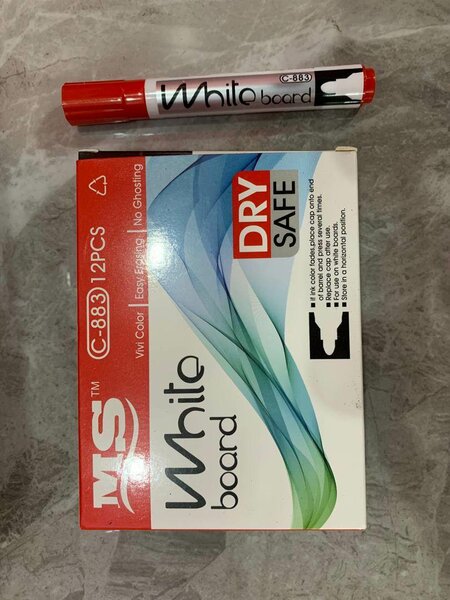 White board C-883
MS™ C-883 12PCS
Vivi Color | Easy Erasing | No Ghosting
White
board
DRY
SAFE
If ink color fades,place cap onto end
of barrel and press several times.
Replace cap after use.
For use on white boards.
Store in a horizontal position.